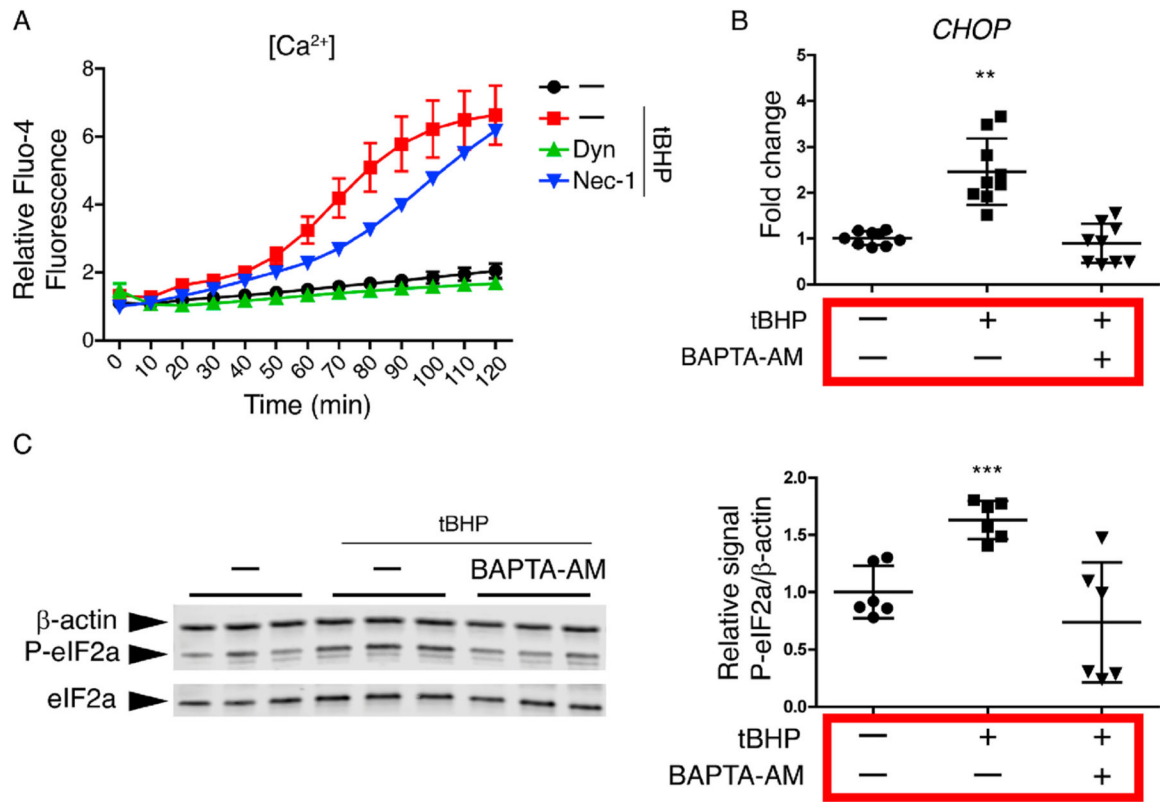 A
[Ca²⁺]
Relative Fluo-4
Fluorescence
8
6
4
2
0
0 10 20 30 40 50 60 70 80 90 100 110 120
Time (min)
—
—
Dyn
Nec-1
tBHP
B
CHOP
Fold change
5
4
3
2
1
0
**
tBHP — + +
BAPTA-AM — — +
C
tBHP
— — BAPTA-AM
β-actin
P-eIF2a
eIF2a
Relative signal
P-eIF2a/β-actin
2.0
1.5
1.0
0.5
0.0
***
tBHP — + +
BAPTA-AM — — +